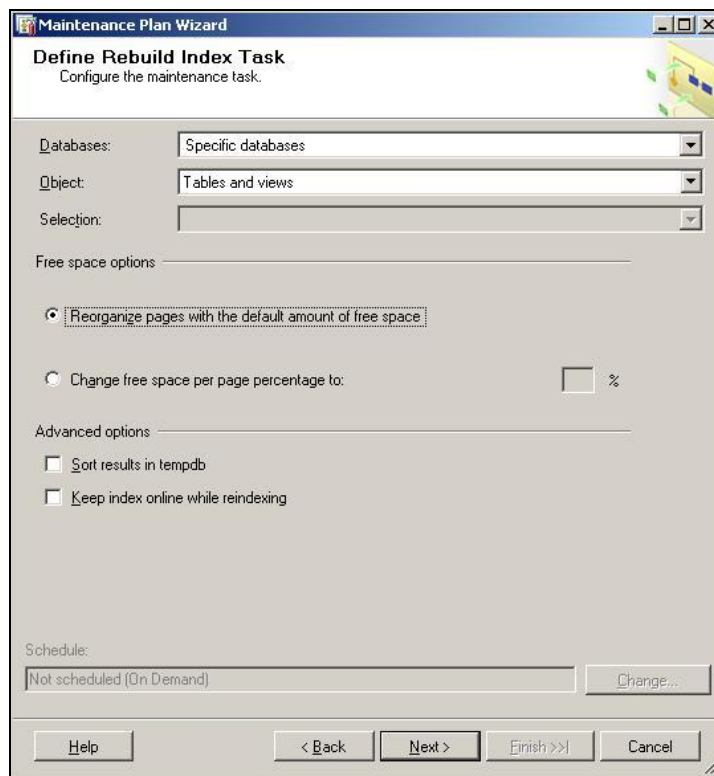 Maintenance Plan Wizard
Define Rebuild Index Task
Configure the maintenance task.
Databases: Specific databases
Object: Tables and views
Selection:
Free space options
Reorganize pages with the default amount of free space
Change free space per page percentage to: %
Advanced options
Sort results in tempdb
Keep index online while reindexing
Schedule:
Not scheduled (On Demand) Change...
Help < Back Next > Finish >>| Cancel